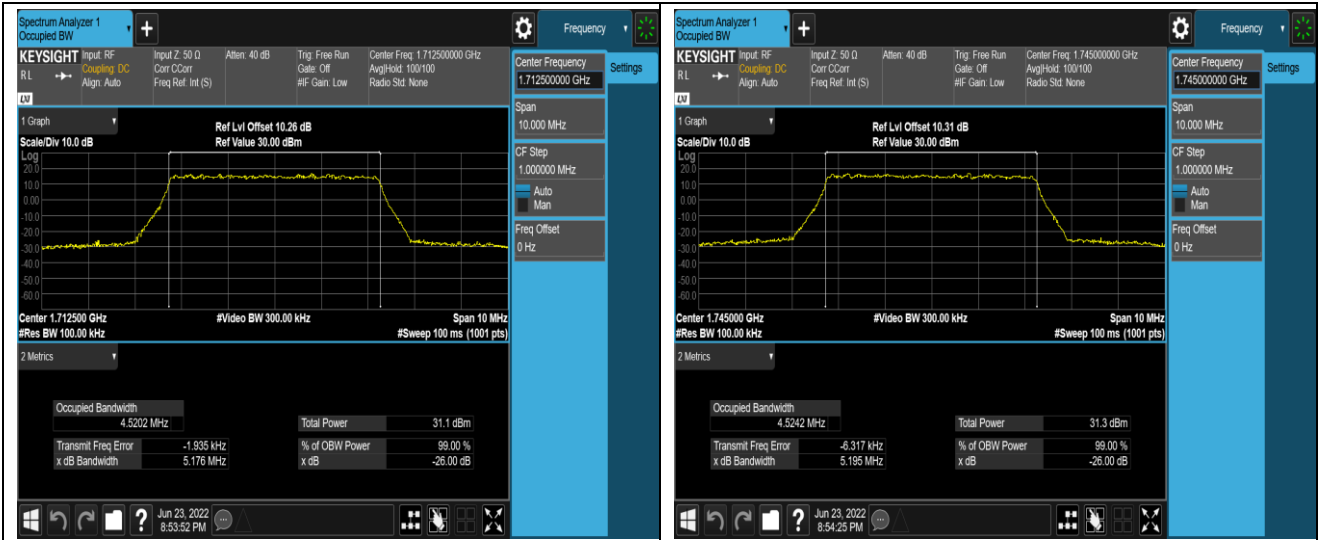 Spectrum Analyzer 1
Occupied BW
Frequency
KEYSIGHT
RL
LXI
Input: RF
Coupling: DC
Align: Auto
Input Z: 50 Ω
Corr CCorr
Freq Ref: Int (S)
Atten: 40 dB
Trig: Free Run
Gate: Off
#IF Gain: Low
Center Freq: 1.712500000 GHz
Avg|Hold: 100/100
Radio Std: None
Center Frequency
1.712500000 GHz
Settings
Span
10.000 MHz
CF Step
1.000000 MHz
Auto
Man
Freq Offset
0 Hz
1 Graph
Scale/Div 10.0 dB
Ref Lvl Offset 10.26 dB
Ref Value 30.00 dBm
Log
20.0
10.0
0.00
-10.0
-20.0
-30.0
-40.0
-50.0
-60.0
Center 1.712500 GHz
#Video BW 300.00 kHz
Span 10 MHz
#Res BW 100.00 kHz
#Sweep 100 ms (1001 pts)
2 Metrics
Occupied Bandwidth
4.5202 MHz
Total Power 31.1 dBm
Transmit Freq Error -1.935 kHz
% of OBW Power 99.00 %
x dB Bandwidth 5.176 MHz
x dB -26.00 dB
Jun 23, 2022
8:53:52 PM
Spectrum Analyzer 1
Occupied BW
Frequency
KEYSIGHT
RL
LXI
Input: RF
Coupling: DC
Align: Auto
Input Z: 50 Ω
Corr CCorr
Freq Ref: Int (S)
Atten: 40 dB
Trig: Free Run
Gate: Off
#IF Gain: Low
Center Freq: 1.745000000 GHz
Avg|Hold: 100/100
Radio Std: None
Center Frequency
1.745000000 GHz
Settings
Span
10.000 MHz
CF Step
1.000000 MHz
Auto
Man
Freq Offset
0 Hz
1 Graph
Scale/Div 10.0 dB
Ref Lvl Offset 10.31 dB
Ref Value 30.00 dBm
Log
20.0
10.0
0.00
-10.0
-20.0
-30.0
-40.0
-50.0
-60.0
Center 1.745000 GHz
#Video BW 300.00 kHz
Span 10 MHz
#Res BW 100.00 kHz
#Sweep 100 ms (1001 pts)
2 Metrics
Occupied Bandwidth
4.5242 MHz
Total Power 31.3 dBm
Transmit Freq Error -6.317 kHz
% of OBW Power 99.00 %
x dB Bandwidth 5.195 MHz
x dB -26.00 dB
Jun 23, 2022
8:54:25 PM